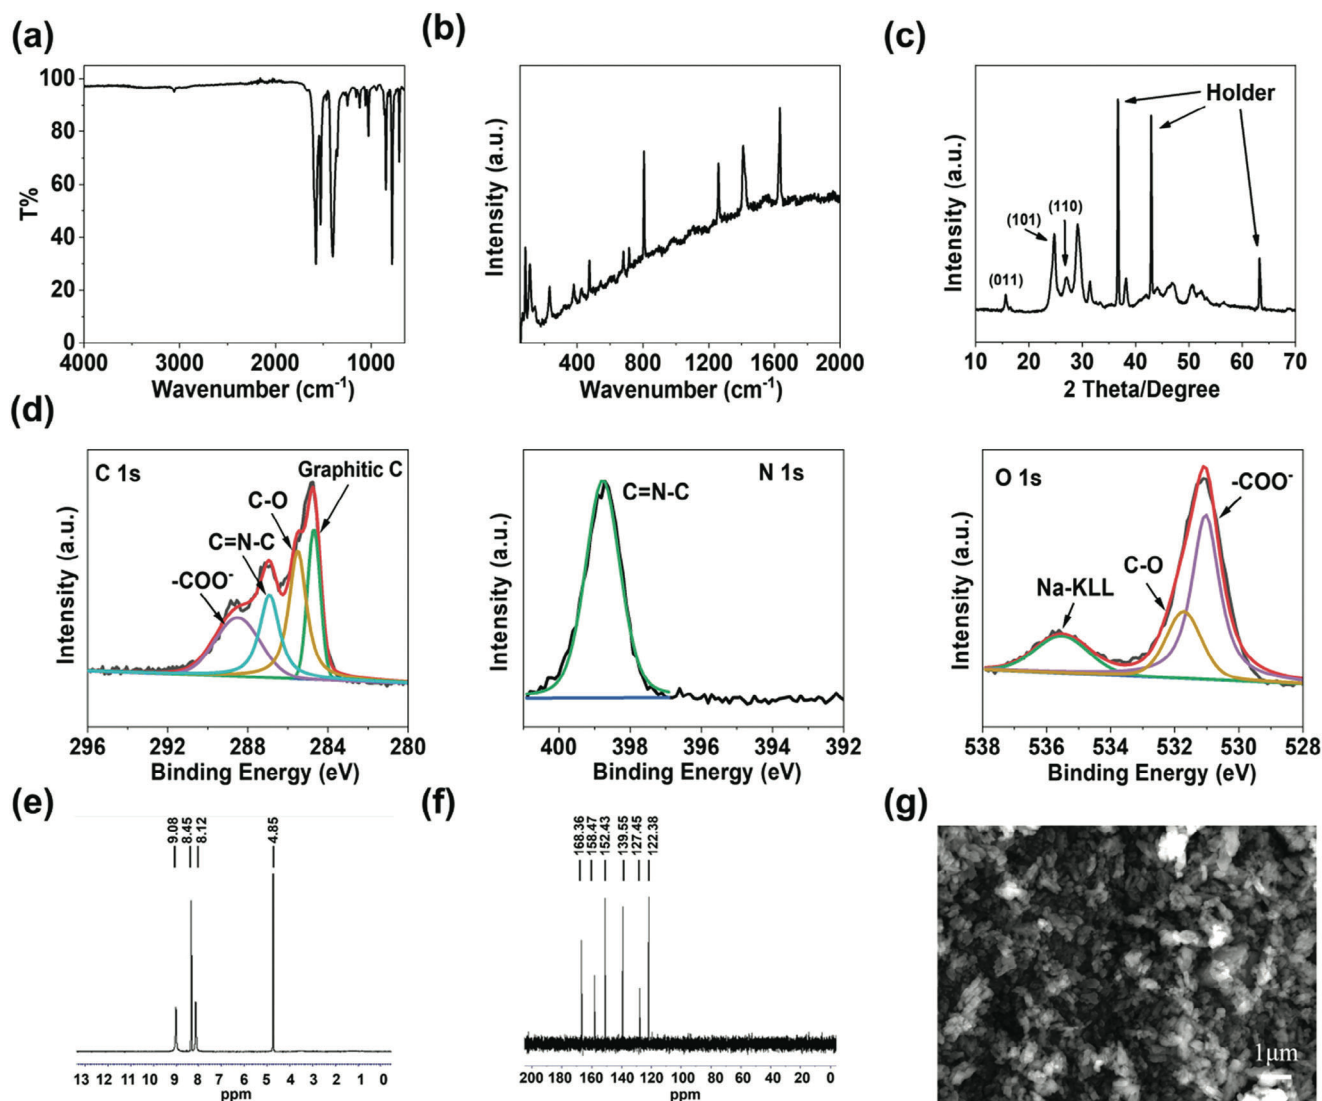 (a)
100
80
60
40
20
0
T%
4000 3000 2000 1000
Wavenumber (cm-1)
(b)
Intensity (a.u.)
400 800 1200 1600 2000
Wavenumber (cm-1)
(c)
Holder
(101)
(110)
(011)
Intensity (a.u.)
10 20 30 40 50 60 70
2 Theta/Degree
(d)
C 1s
Graphitic C
C-O
C=N-C
-COO-
Intensity (a.u.)
296 292 288 284 280
Binding Energy (eV)
N 1s
C=N-C
Intensity (a.u.)
400 398 396 394 392
Binding Energy (eV)
O 1s
-COO-
C-O
Na-KLL
Intensity (a.u.)
538 536 534 532 530 528
Binding Energy (eV)
(e)
9.08
8.45
8.12
4.85
13 12 11 10 9 8 7 6 5 4 3 2 1 0
ppm
(f)
168.36
158.47
152.43
139.55
127.45
122.38
200 180 160 140 120 100 80 60 40 20 0
ppm
(g)
1μm